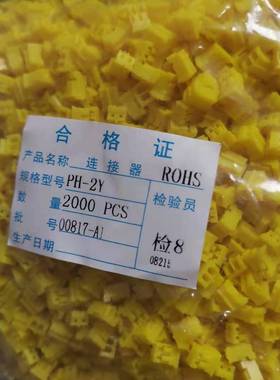 合格证
产品名称 连接器 ROHS
规格型号 PH-2Y 检验员
数量 2000 PCS
批号 00817-A1 检8
生产日期